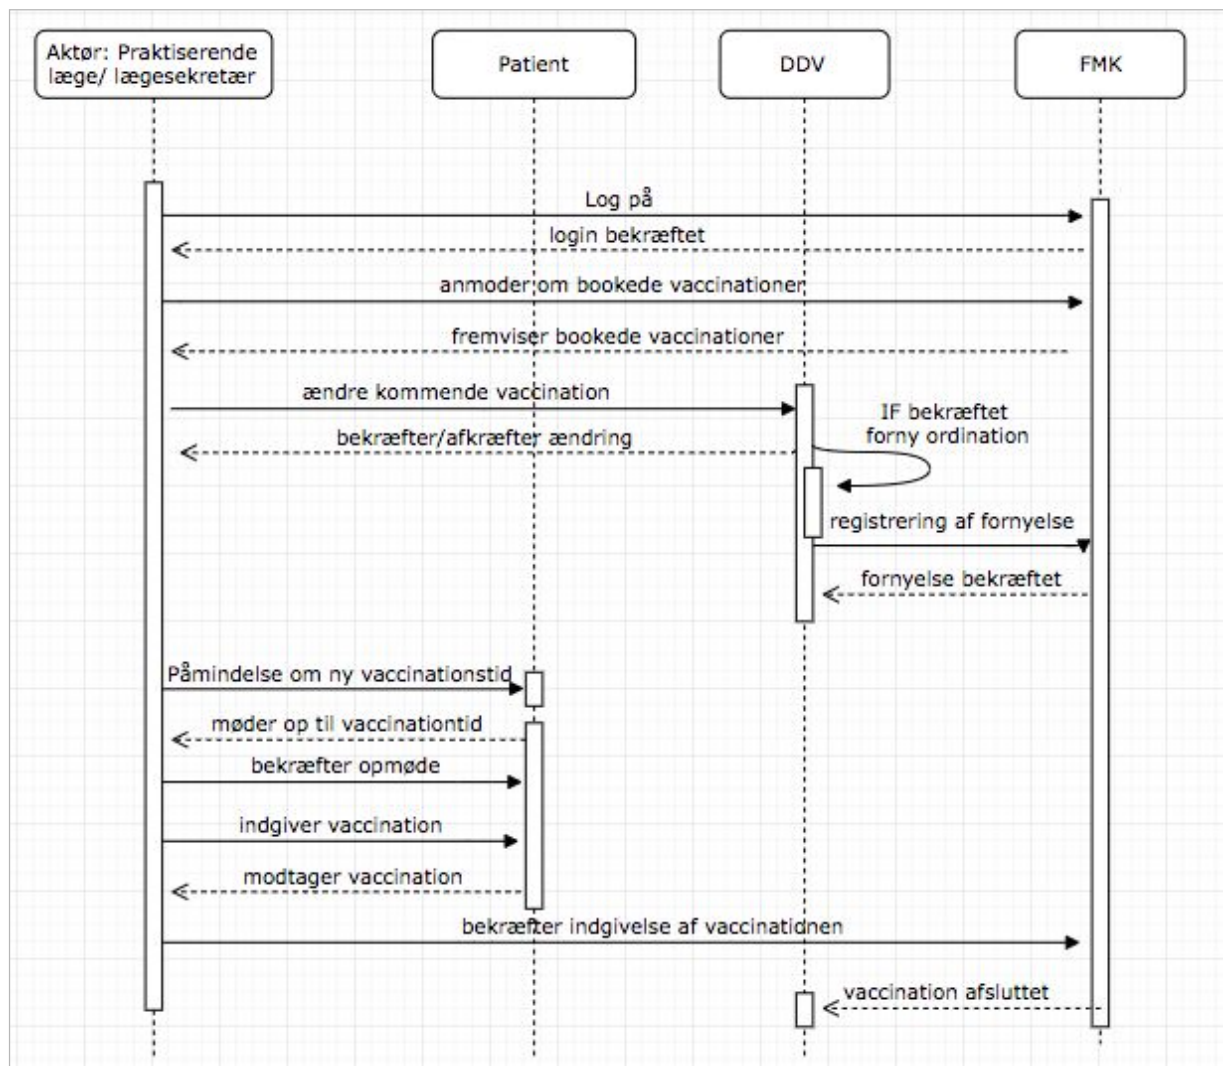 Aktør: Praktiserende
læge/ lægesekretær
Patient
DDV
FMK
Log på
login bekræftet
anmoder om bookede vaccinationer
fremviser bookede vaccinationer
ændre kommende vaccination
IF bekræftet
forny ordination
bekræfter/afkræfter ændring
registrering af fornyelse
fornyelse bekræftet
Påmindelse om ny vaccinationstid
møder op til vaccinationtid
bekræfter opmøde
indgiver vaccination
modtager vaccination
bekræfter indgivelse af vaccinationen
vaccination afsluttet